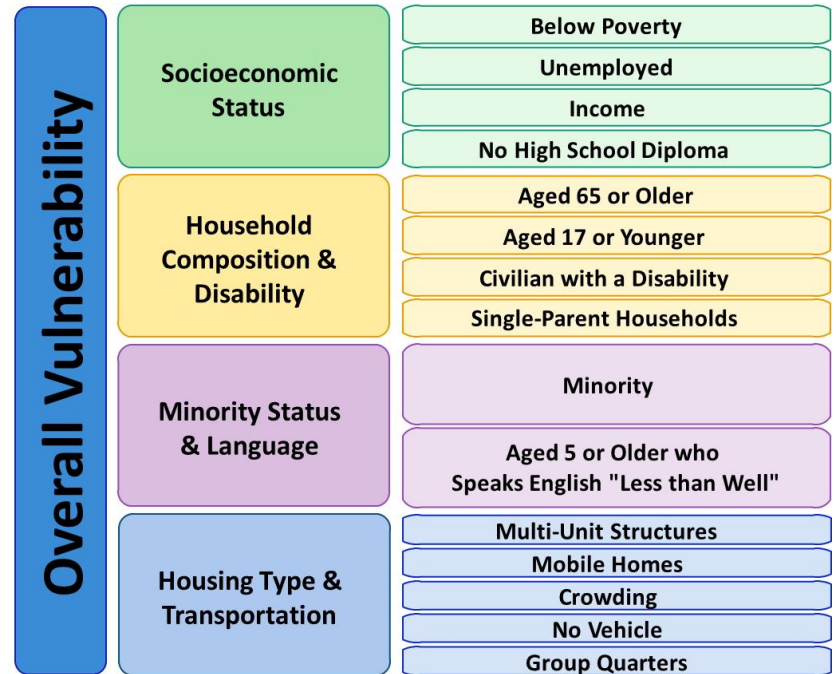 Overall Vulnerability
Socioeconomic
Status
Below Poverty
Unemployed
Income
No High School Diploma
Household
Composition &
Disability
Aged 65 or Older
Aged 17 or Younger
Civilian with a Disability
Single-Parent Households
Minority Status
& Language
Minority
Aged 5 or Older who
Speaks English "Less than Well"
Housing Type &
Transportation
Multi-Unit Structures
Mobile Homes
Crowding
No Vehicle
Group Quarters